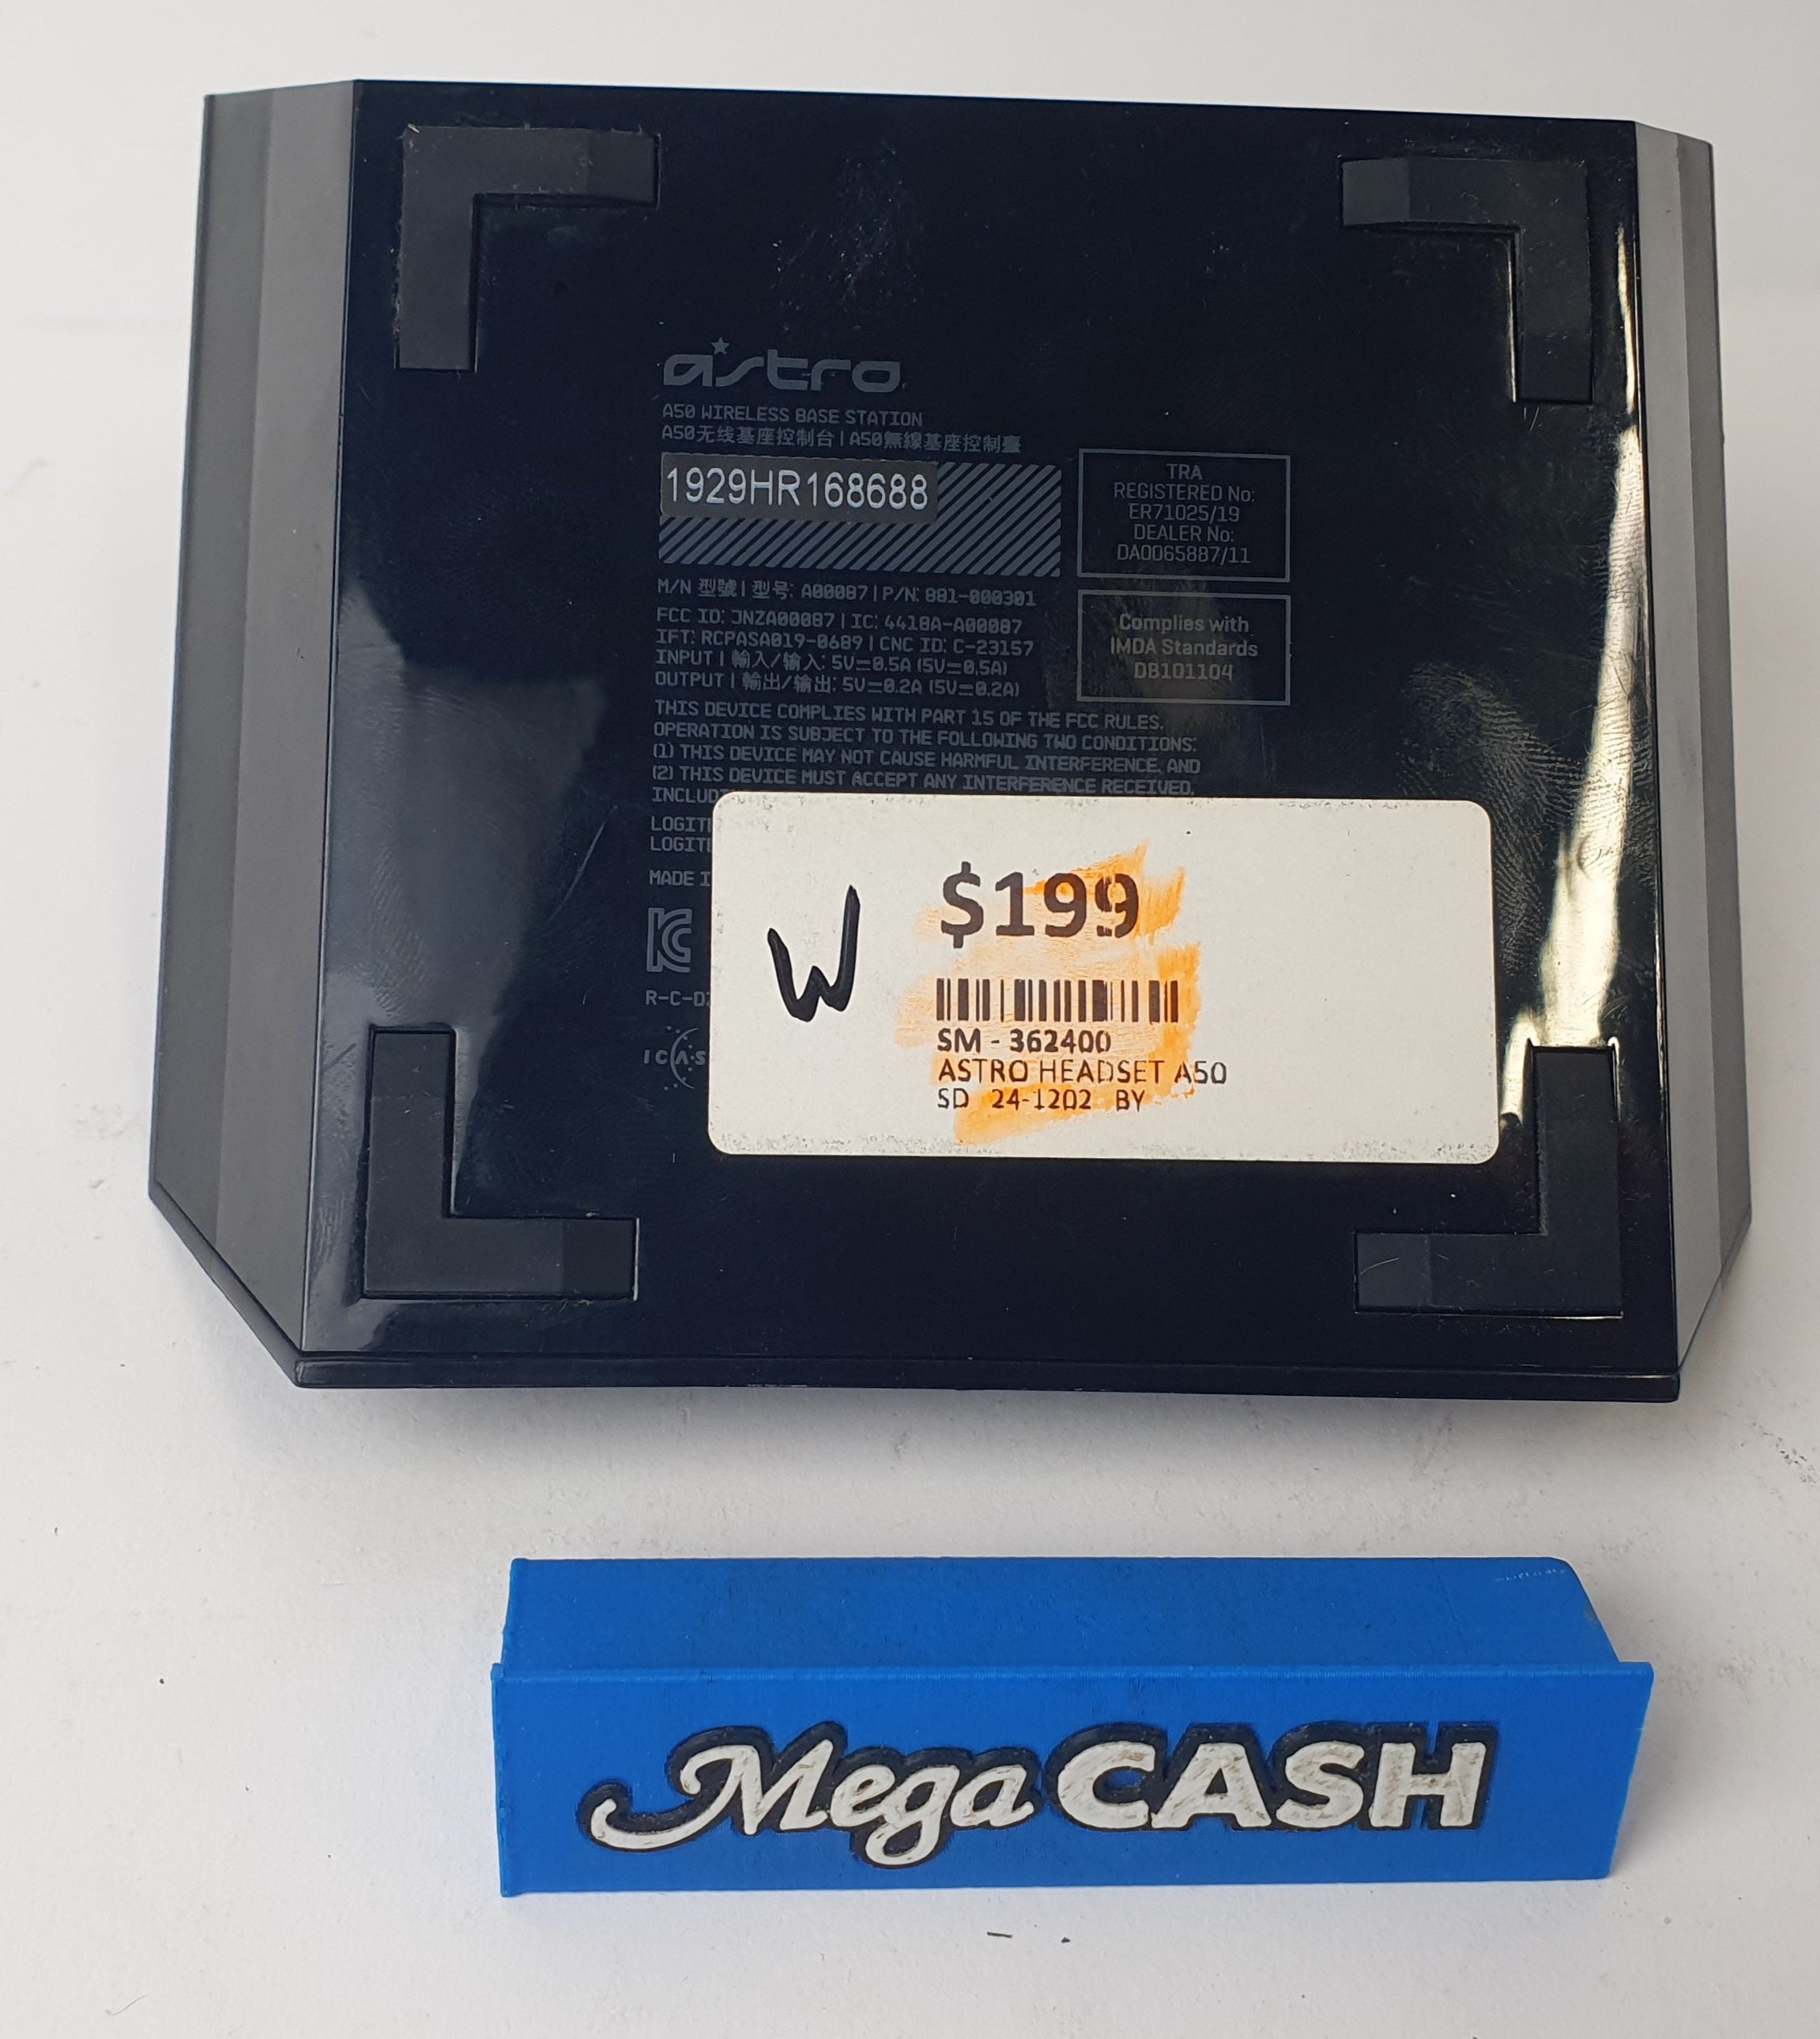 astro
A50 WIRELESS BASE STATION
A50无线基座控制台 | A50無線基座控制臺
1929HR168688
TRA
REGISTERED No:
ER71025/19
DEALER No:
DA0065887/11
M/N 型號 | 型号: A00087 | P/N: 881-000301
FCC ID: JNZA00087 | IC: 4418A-A00087
IFT: RCPASA019-0689 | CNC ID: C-23157
INPUT | 輸入/输入: 5V⎓0.5A (5V⎓0,5A)
OUTPUT | 輸出/输出: 5V⎓0.2A (5V⎓0,2A)
Complies with
IMDA Standards
DB101104
THIS DEVICE COMPLIES WITH PART 15 OF THE FCC RULES.
OPERATION IS SUBJECT TO THE FOLLOWING TWO CONDITIONS:
(1) THIS DEVICE MAY NOT CAUSE HARMFUL INTERFERENCE, AND
(2) THIS DEVICE MUST ACCEPT ANY INTERFERENCE RECEIVED,
INCLUD
LOGIT
LOGIT
MADE I
KC
R-C-D
ICAS
W
$199
SM - 362400
ASTRO HEADSET A50
SD 24-1202 BY
Mega CASH